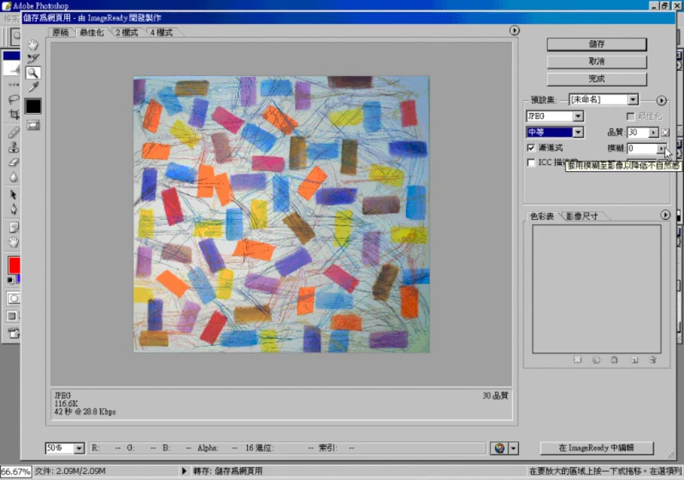 Adobe Photoshop
儲存為網頁用 - 由 ImageReady 開發製作
原稿 最佳化 2 欄式 4 欄式
儲存
取消
完成
預設集: [未命名]
JPEG 最佳化
中等 品質: 30
漸進式 模糊: 0
ICC
套用模糊至影像以降低不自然感
色彩表 影像尺寸
JPEG 30 品質
116.6K
42 秒 @ 28.8 Kbps
50% R: -- G: -- B: -- Alpha: -- 16 進位: -- 索引: --
在 ImageReady 中編輯
66.67% 文件: 2.09M/2.09M 轉存: 儲存為網頁用 在要放大的區域上按一下或拖移。在選項列